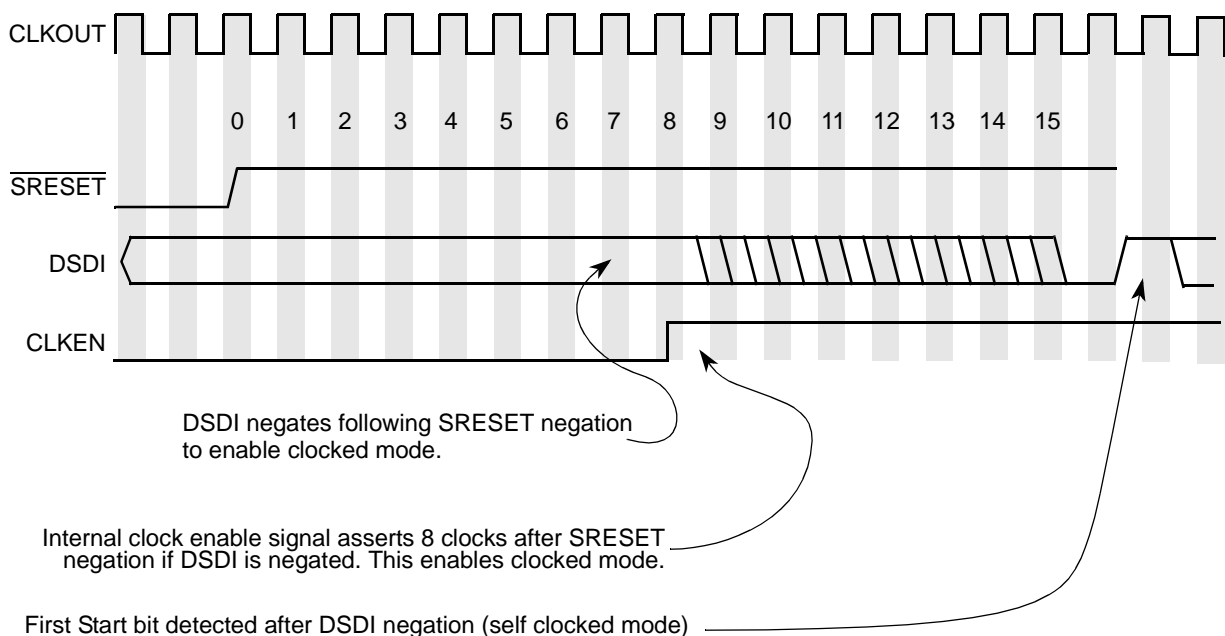 CLKOUT
0 1 2 3 4 5 6 7 8 9 10 11 12 13 14 15
SRESET
DSDI
CLKEN
DSDI negates following SRESET negation
to enable clocked mode.
Internal clock enable signal asserts 8 clocks after SRESET
negation if DSDI is negated. This enables clocked mode.
First Start bit detected after DSDI negation (self clocked mode)